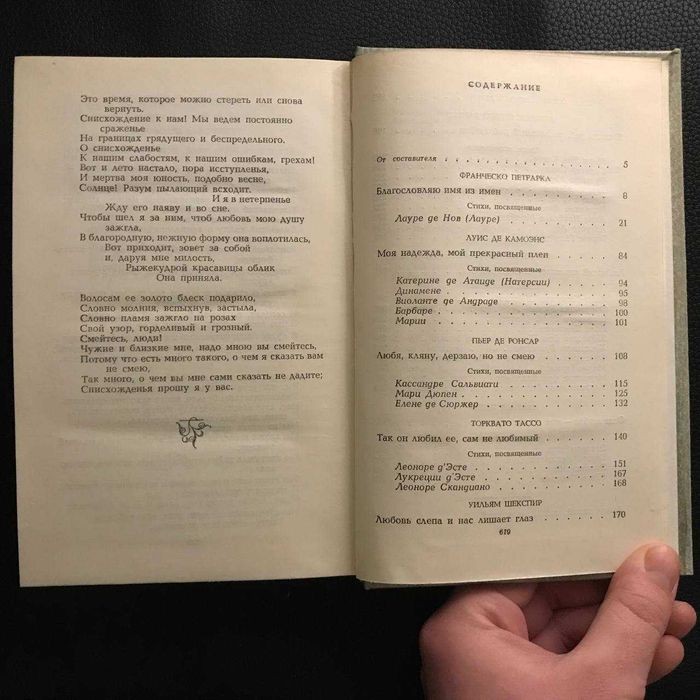 Это время, которое можно стереть или снова
вернуть.
Снисхождение к нам! Мы ведем постоянно
сраженье
На границах грядущего и беспредельного.
О снисхожденье
К нашим слабостям, к нашим ошибкам, грехам!
Вот и лето настало, пора исступленья,
И мертва моя юность, подобно весне,
Солнце! Разум пылающий всходит.
И я в нетерпенье
Жду его наяву и во сне.
Чтобы шел я за ним, чтоб любовь мою душу
зажгла,
В благородную, нежную форму она воплотилась,
Вот приходит, зовет за собой
и, даруя мне милость,
Рыжекудрой красавицы облик
Она приняла.
Волосам ее золото блеск подарило,
Словно молния, вспыхнув, застыла,
Словно пламя зажгло на розах
Свой узор, горделивый и грозный.
Смейтесь, люди!
Чужие и близкие мне, надо мною вы смейтесь,
Потому что есть много такого, о чем я сказать вам
не смею,
Так много, о чем вы мне сами сказать не дадите;
Снисхожденья прошу я у вас.
СОДЕРЖАНИЕ
От составителя . . . . . . . . . . . . . . . 5
ФРАНЧЕСКО ПЕТРАРКА
Благословляю имя из имен . . . . . . . . . . 8
Стихи, посвященные
Лауре де Нов (Лауре) . . . . . . . . . . 21
ЛУИС ДЕ КАМОЭНС
Моя надежда, мой прекрасный плен . . . . . . 84
Стихи, посвященные
Катерине де Атаиде (Натерсии) . . . . . 94
Динамене . . . . . . . . . . . . . . 95
Виоланте де Андраде . . . . . . . . . 98
Барбаре . . . . . . . . . . . . . . 100
Марии . . . . . . . . . . . . . . . 101
ПЬЕР ДЕ РОНСАР
Любя, кляну, дерзаю, но не смею . . . . . . . 108
Стихи, посвященные
Кассандре Сальвиати . . . . . . . . . 115
Мари Дюпен . . . . . . . . . . . . . 125
Елене де Сюржер . . . . . . . . . . . 132
ТОРКВАТО ТАССО
Так он любил ее, сам не любимый . . . . . . . 140
Стихи, посвященные
Леоноре д'Эсте . . . . . . . . . . . . 151
Лукреции д'Эсте . . . . . . . . . . . 167
Леоноре Скандиано . . . . . . . . . . 168
УИЛЬЯМ ШЕКСПИР
Любовь слепа и нас лишает глаз . . . . . . . 170
619